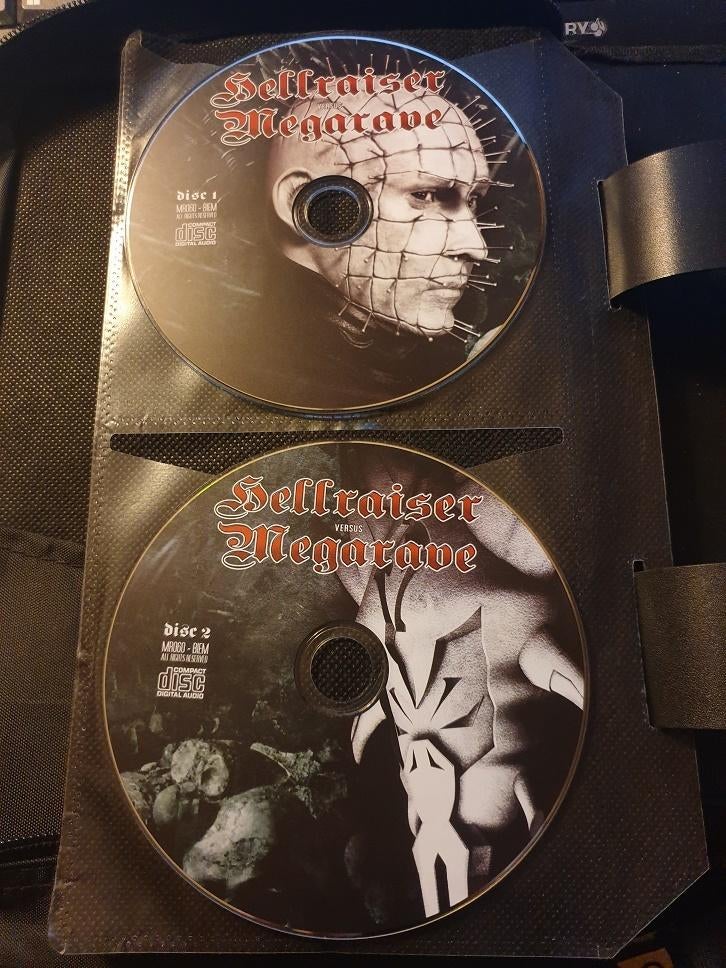 RY
Hellraiser
VERSUS
Megarave
disc 1
MR060 - BIEM
ALL RIGHTS RESERVED
COMPACT
disc
DIGITAL AUDIO
Hellraiser
VERSUS
Megarave
disc 2
MR060 - BIEM
ALL RIGHTS RESERVED
COMPACT
disc
DIGITAL AUDIO